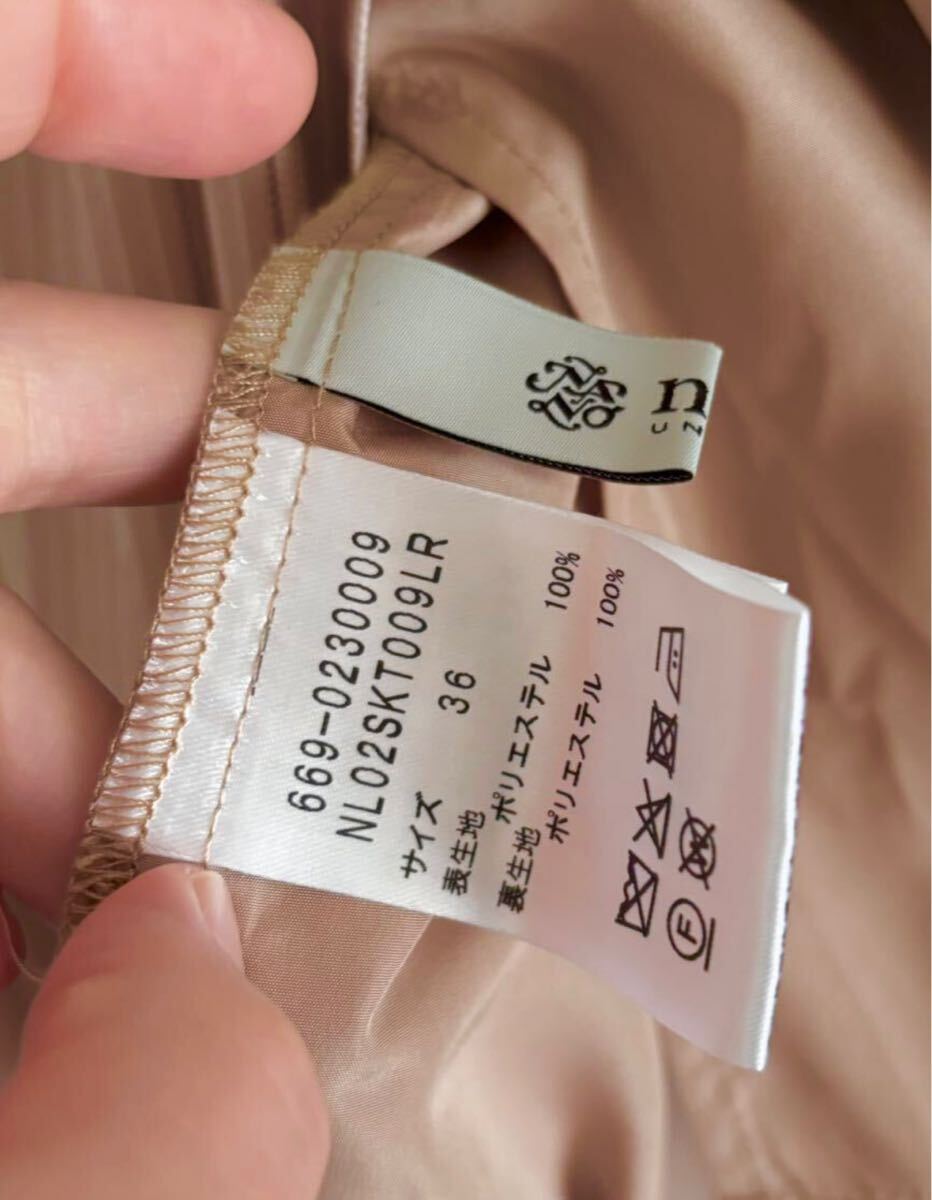 n
C Z
669-0230009
NL02SKT009LR
サイズ 36
表生地 ポリエステル 100%
裏生地 ポリエステル 100%
F
W